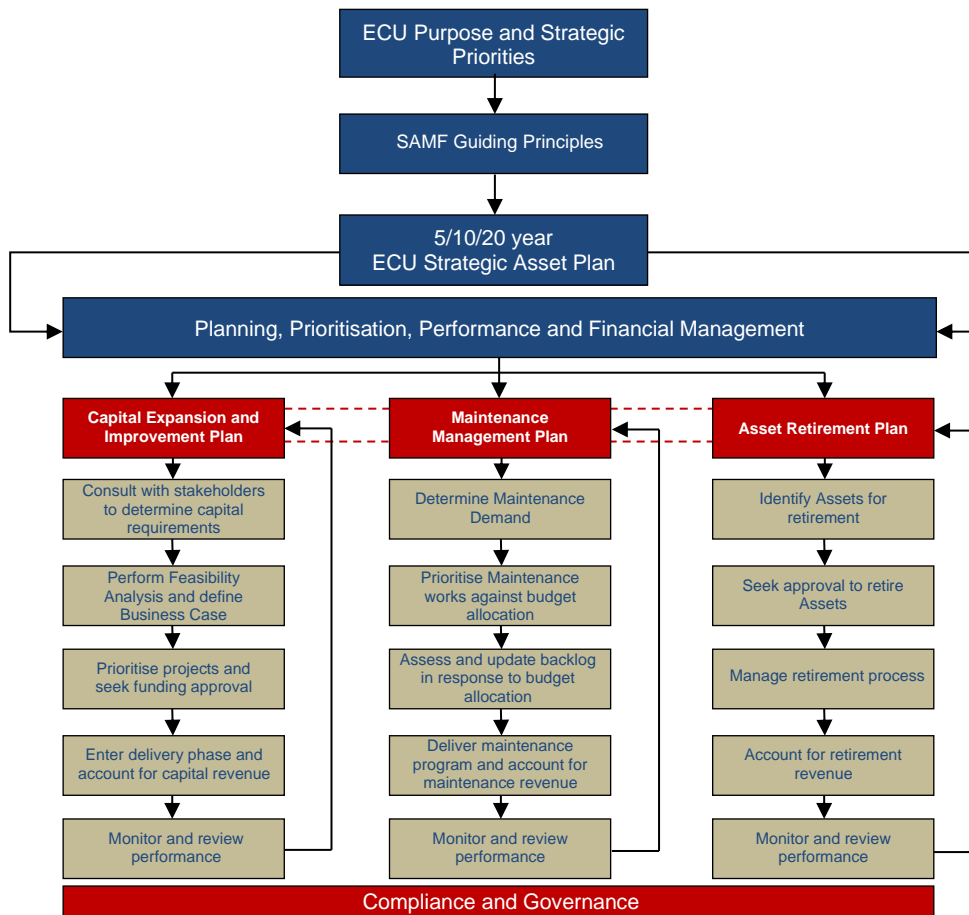 ECU Purpose and Strategic
Priorities
SAMF Guiding Principles
5/10/20 year
ECU Strategic Asset Plan
Planning, Prioritisation, Performance and Financial Management
Capital Expansion and
Improvement Plan
Consult with stakeholders
to determine capital
requirements
Perform Feasibility
Analysis and define
Business Case
Prioritise projects and
seek funding approval
Enter delivery phase and
account for capital revenue
Monitor and review
performance
Maintenance
Management Plan
Determine Maintenance
Demand
Prioritise Maintenance
works against budget
allocation
Assess and update backlog
in response to budget
allocation
Deliver maintenance
program and account for
maintenance revenue
Monitor and review
performance
Asset Retirement Plan
Identify Assets for
retirement
Seek approval to retire
Assets
Manage retirement process
Account for retirement
revenue
Monitor and review
performance
Compliance and Governance